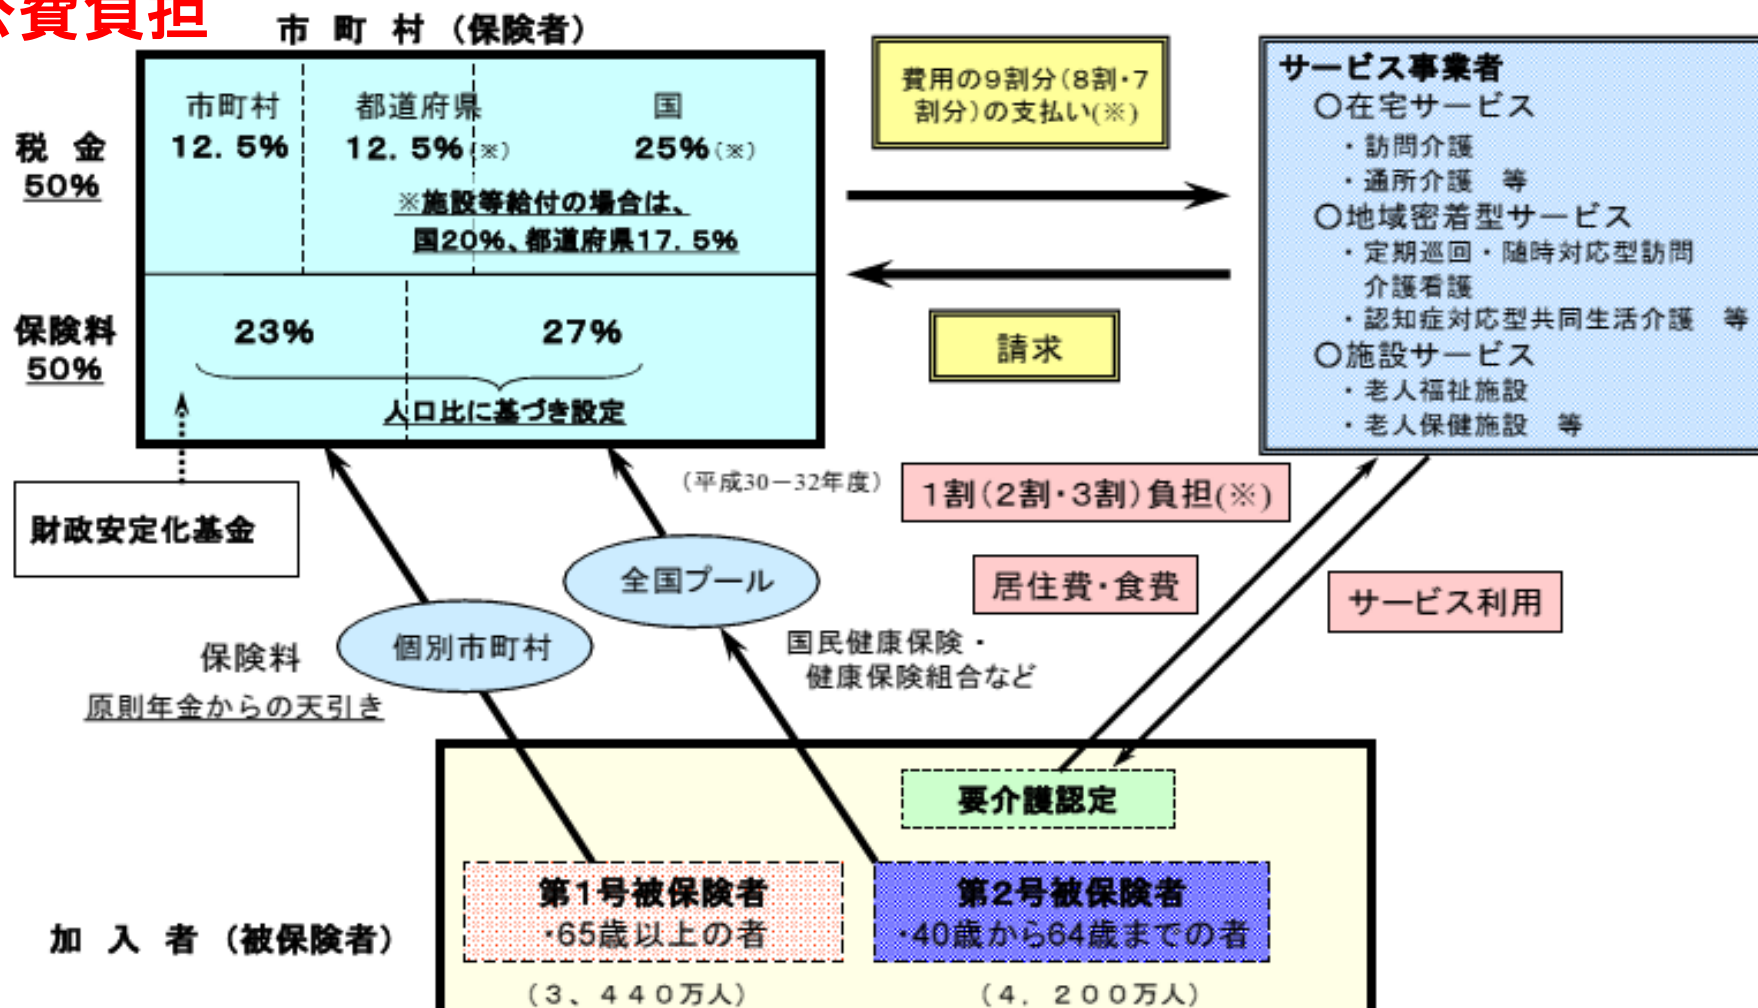 費負担
市 町 村 （保険者）
税 金
50%
市町村
12. 5%
都道府県
12. 5%(※)
国
25%(※)
※施設等給付の場合は、
国20%、都道府県17. 5%
保険料
50%
23%
27%
人口比に基づき設定
財政安定化基金
費用の9割分(8割・7
割分)の支払い(※)
請求
サービス事業者
○在宅サービス
・訪問介護
・通所介護　等
○地域密着型サービス
・定期巡回・随時対応型訪問
介護看護
・認知症対応型共同生活介護　等
○施設サービス
・老人福祉施設
・老人保健施設　等
（平成30－32年度）
1割(2割・3割)負担(※)
居住費・食費
サービス利用
全国プール
個別市町村
保険料
原則年金からの天引き
国民健康保険・
健康保険組合など
要介護認定
加 入 者 （被保険者）
第1号被保険者
・65歳以上の者
第2号被保険者
・40歳から64歳までの者
（3、440万人）
（4．200万人）